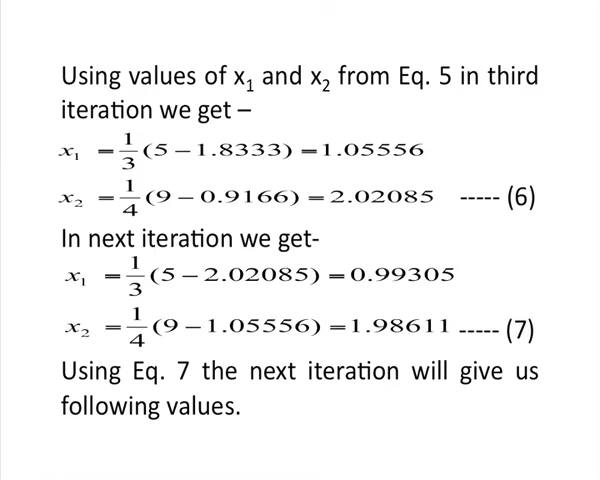 Using values of x₁ and x₂ from Eq. 5 in third
iteration we get –
x₁ = 1/3 (5 − 1.8333) = 1.05556
x₂ = 1/4 (9 − 0.9166) = 2.02085 ----- (6)
In next iteration we get-
x₁ = 1/3 (5 − 2.02085) = 0.99305
x₂ = 1/4 (9 − 1.05556) = 1.98611 ----- (7)
Using Eq. 7 the next iteration will give us
following values.